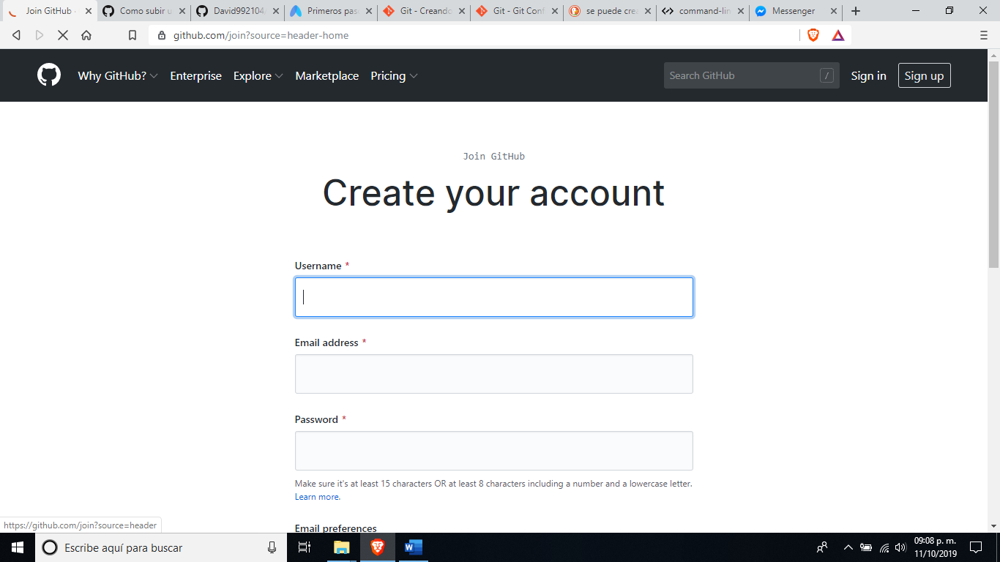 Join GitHub · Como subir u David992104 Primeros pas Git - Creando Git - Git Conf se puede crea command-lin Messenger
github.com/join?source=header-home
Why GitHub? Enterprise Explore Marketplace Pricing Search GitHub / Sign in Sign up
Join GitHub
Create your account
Username *
Email address *
Password *
Make sure it's at least 15 characters OR at least 8 characters including a number and a lowercase letter.
Learn more.
Email preferences
https://github.com/join?source=header
Escribe aquí para buscar
09:08 p. m.
11/10/2019